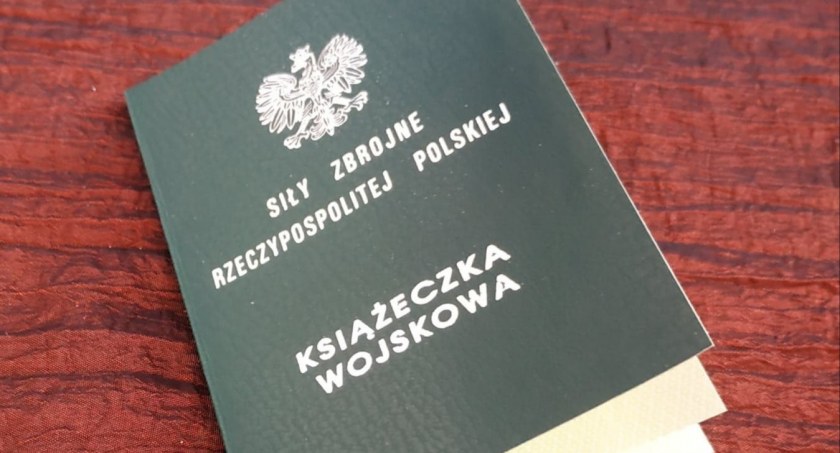 SIŁY ZBROJNE
RZECZYPOSPOLITEJ POLSKIEJ
KSIĄŻECZKA
WOJSKOWA